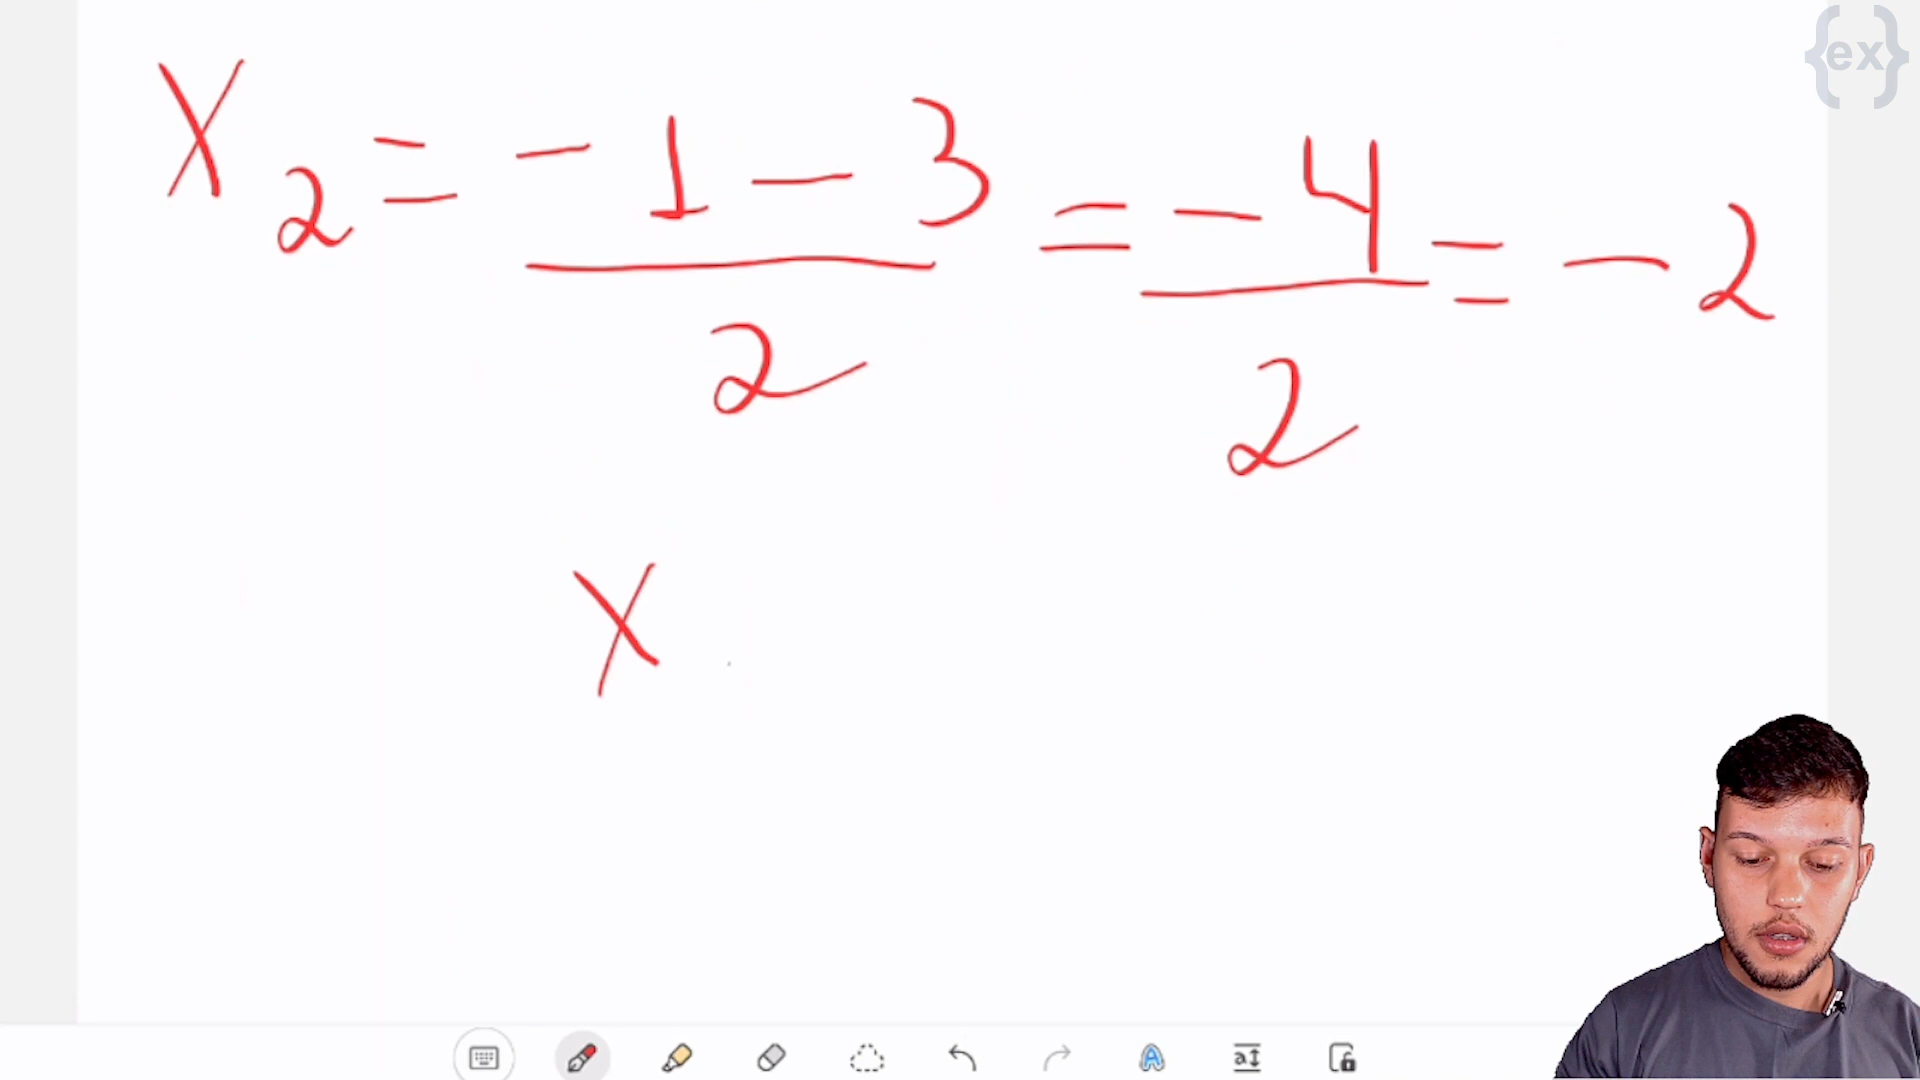 {ex}
X₂ = -1-3/2 = -4/2 = -2
X